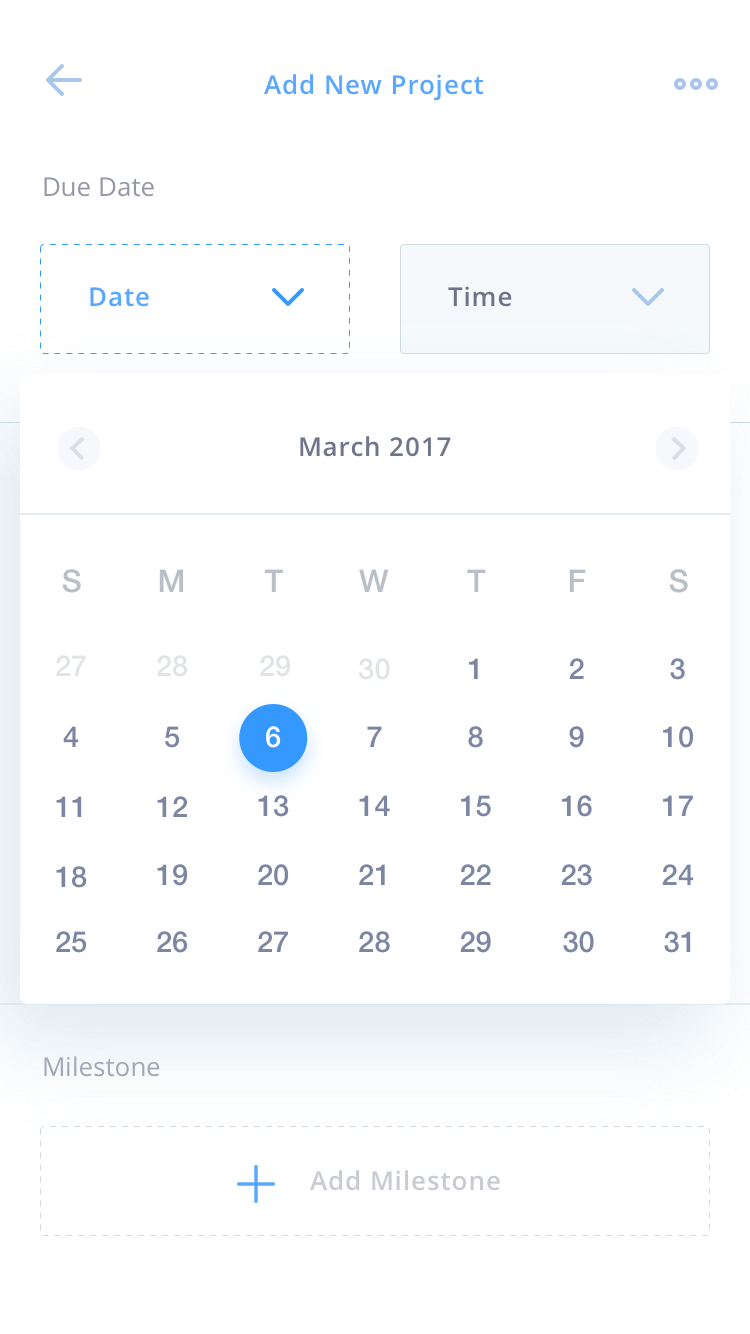 Add New Project
Due Date
Date Time
March 2017
S M T W T F S
27 28 29 30 1 2 3
4 5 6 7 8 9 10
11 12 13 14 15 16 17
18 19 20 21 22 23 24
25 26 27 28 29 30 31
Milestone
Add Milestone